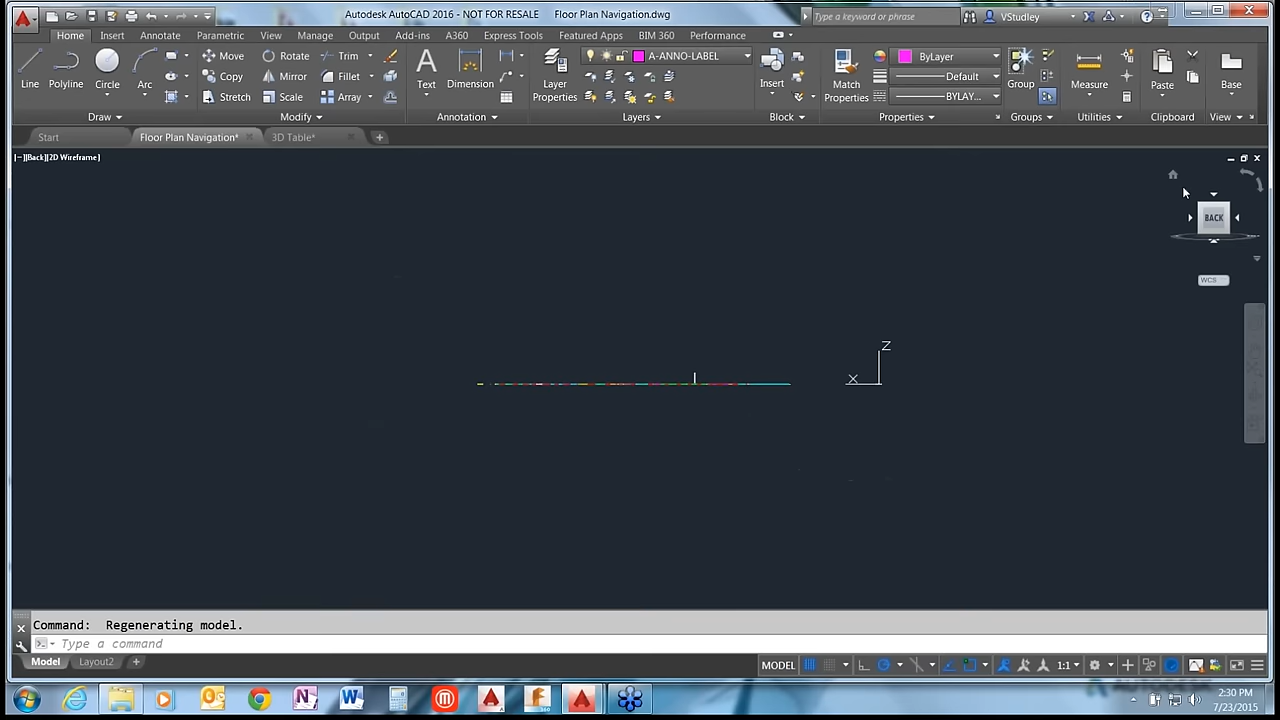 Autodesk AutoCAD 2016 - NOT FOR RESALE Floor Plan Navigation.dwg Type a keyword or phrase VStudley
Home Insert Annotate Parametric View Manage Output Add-ins A360 Express Tools Featured Apps BIM 360 Performance
Move Rotate Trim A-ANNO-LABEL ByLayer
Copy Mirror Fillet Default
Line Polyline Circle Arc Text Dimension Layer Properties Insert Match Properties Group Measure Paste Base
Stretch Scale Array BYLAY...
Draw Modify Annotation Layers Block Properties Groups Utilities Clipboard View
Start Floor Plan Navigation* 3D Table*
[−][Back][2D Wireframe]
BACK
WCS
Z
X
Command: Regenerating model.
Type a command
Model Layout2 MODEL 1:1
2:30 PM
7/23/2015